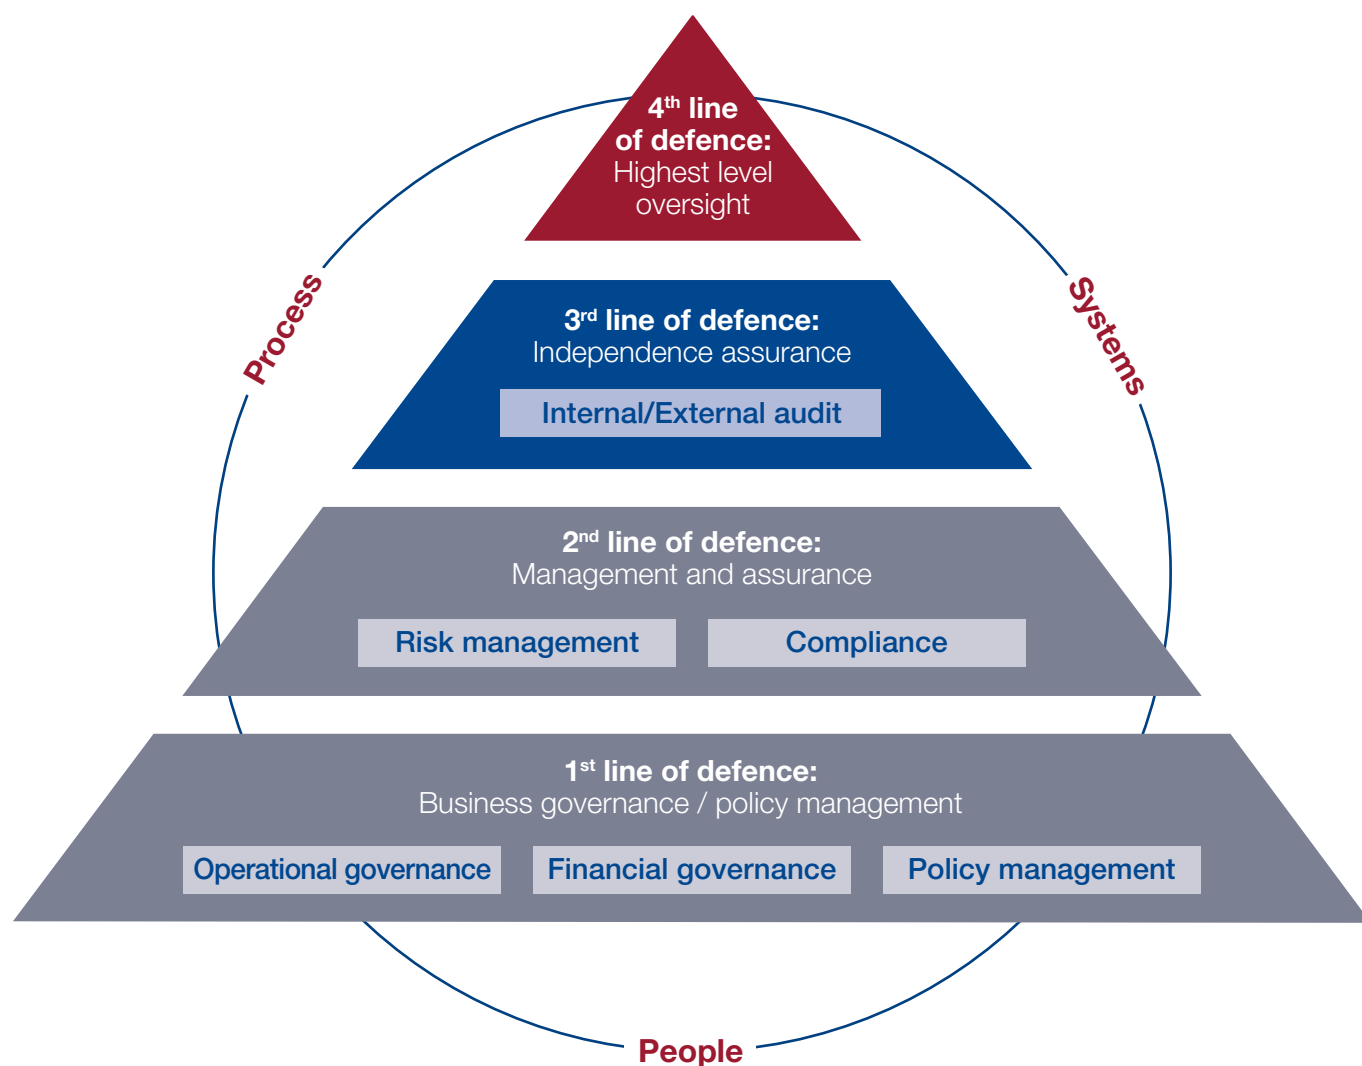 4th line
of defence:
Highest level
oversight
Process
Systems
3rd line of defence:
Independence assurance
Internal/External audit
2nd line of defence:
Management and assurance
Risk management
Compliance
1st line of defence:
Business governance / policy management
Operational governance
Financial governance
Policy management
People